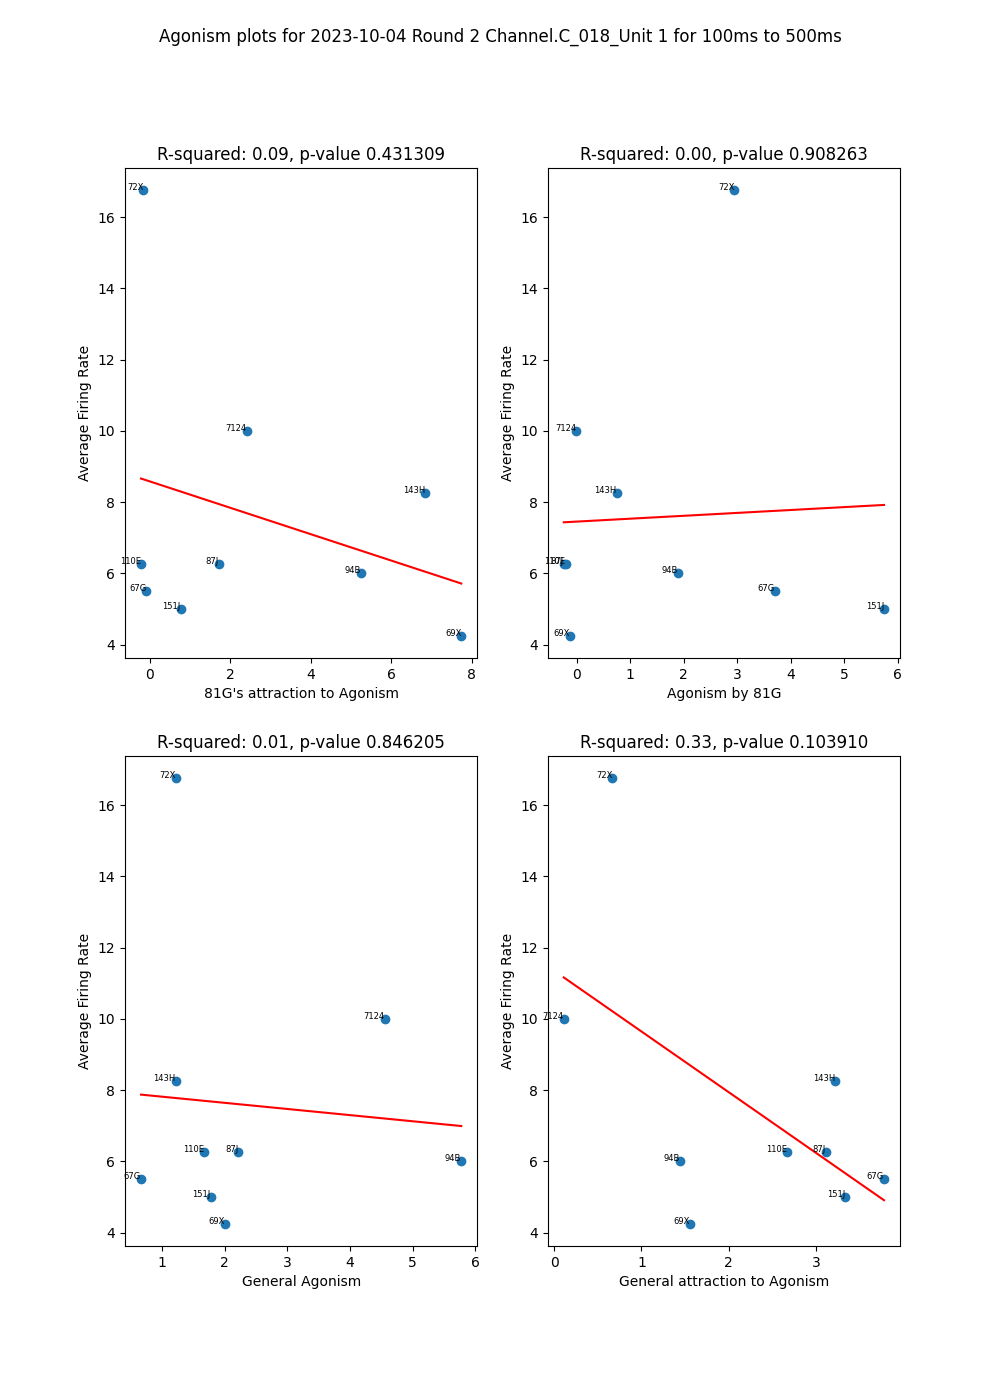 Agonism plots for 2023-10-04 Round 2 Channel.C_018_Unit 1 for 100ms to 500ms
R-squared: 0.09, p-value 0.431309
72X
7124
143H
110E
87J
94B
67G
151J
69X
16
14
12
10
8
6
4
Average Firing Rate
0 2 4 6 8
81G's attraction to Agonism
R-squared: 0.00, p-value 0.908263
72X
7124
143H
94B
67G
151J
69X
16
14
12
10
8
6
4
Average Firing Rate
0 1 2 3 4 5 6
Agonism by 81G
R-squared: 0.01, p-value 0.846205
72X
7124
143H
110E
87J
94B
67G
151J
69X
16
14
12
10
8
6
4
Average Firing Rate
1 2 3 4 5 6
General Agonism
R-squared: 0.33, p-value 0.103910
72X
7124
143H
110E
87J
94B
67G
151J
69X
16
14
12
10
8
6
4
Average Firing Rate
0 1 2 3
General attraction to Agonism